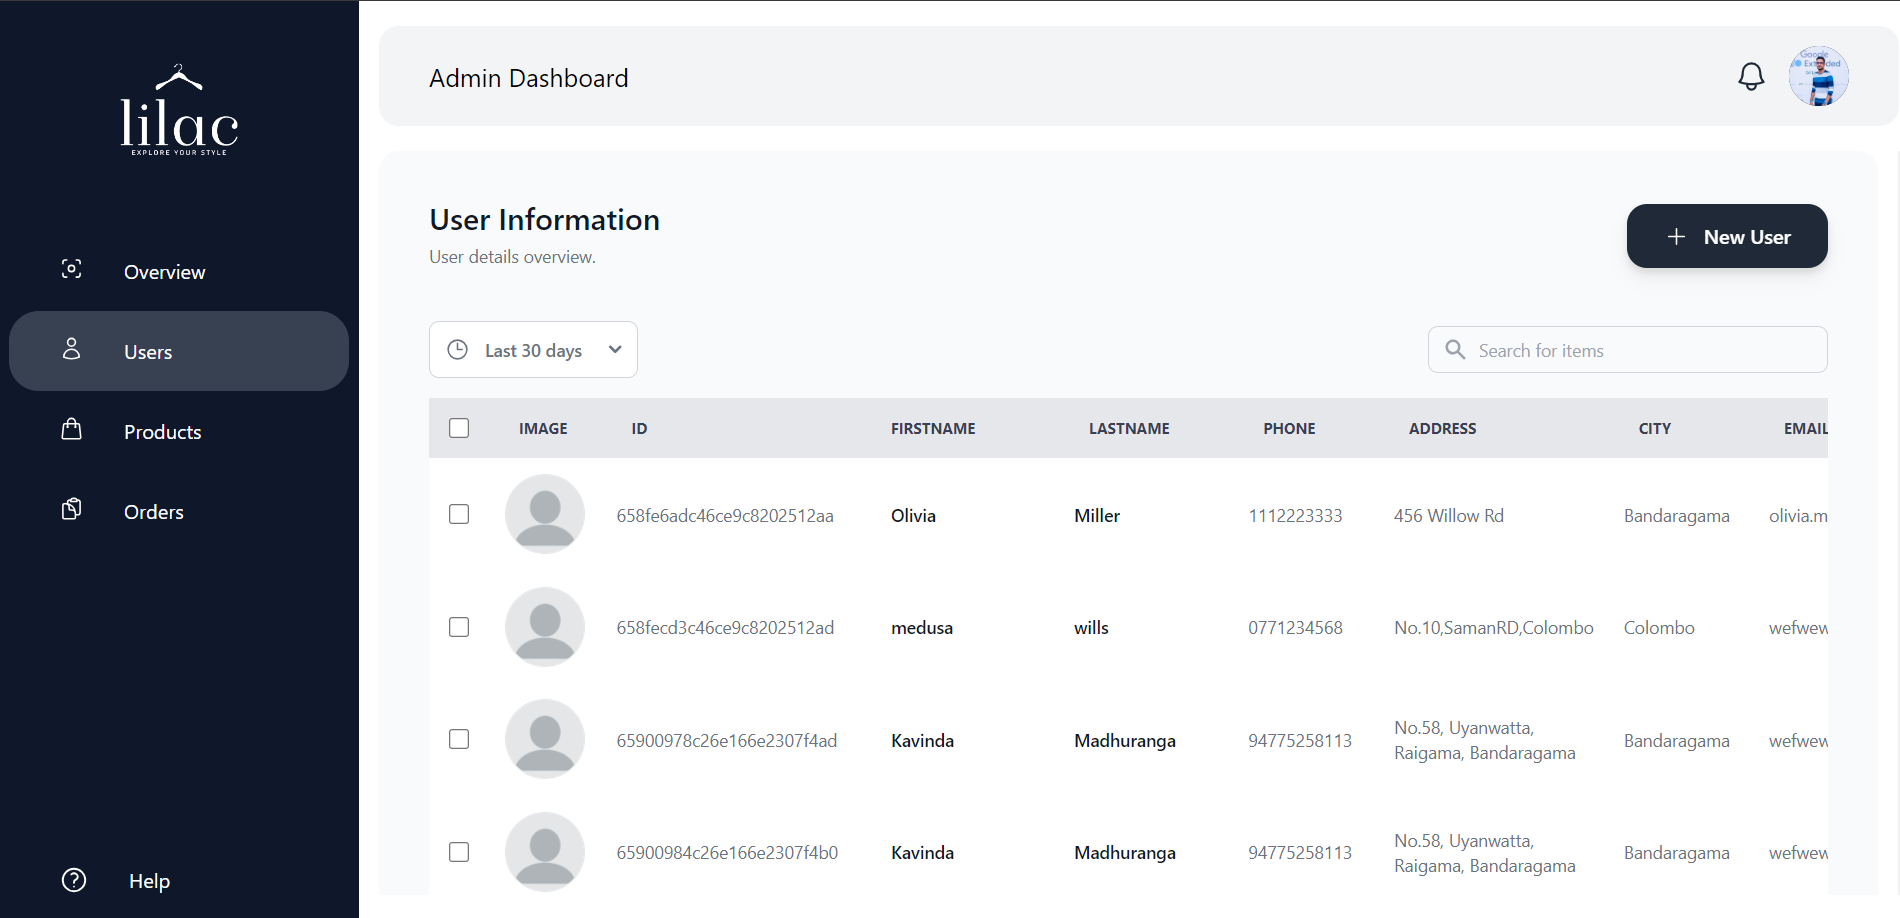 lilac
EXPLORE YOUR STYLE
Overview
Users
Products
Orders
Help
Admin Dashboard
Google
User Information
User details overview.
New User
Last 30 days
Search for items
IMAGE ID FIRSTNAME LASTNAME PHONE ADDRESS CITY EMAIL
658fe6adc46ce9c8202512aa Olivia Miller 1112223333 456 Willow Rd Bandaragama olivia.m
658fecd3c46ce9c8202512ad medusa wills 0771234568 No.10,SamanRD,Colombo Colombo wefwew
65900978c26e166e2307f4ad Kavinda Madhuranga 94775258113 No.58, Uyanwatta, Bandaragama wefwew
Raigama, Bandaragama
65900984c26e166e2307f4b0 Kavinda Madhuranga 94775258113 No.58, Uyanwatta, Bandaragama wefwew
Raigama, Bandaragama